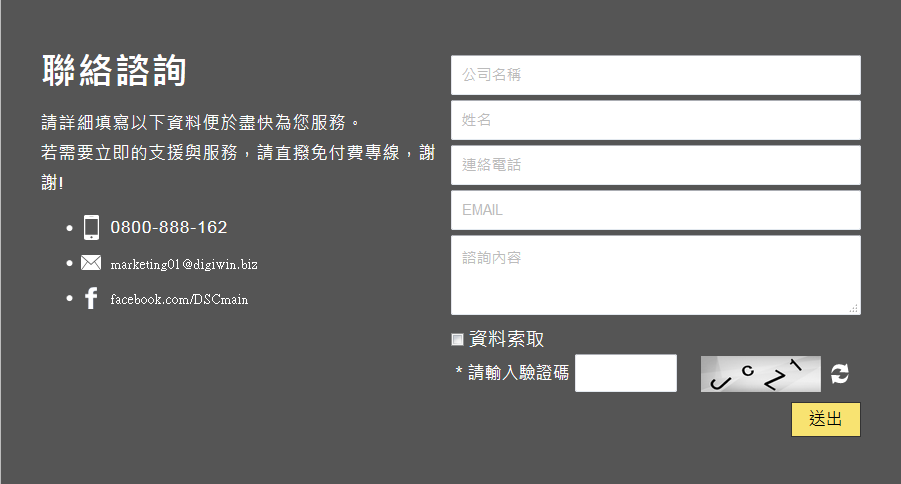 聯絡諮詢
請詳細填寫以下資料便於盡快為您服務。
若需要立即的支援與服務，請直撥免付費專線，謝
謝!
0800-888-162
marketing01@digiwin.biz
facebook.com/DSCmain
公司名稱
姓名
連絡電話
EMAIL
諮詢內容
資料索取
* 請輸入驗證碼
JcZ1
送出